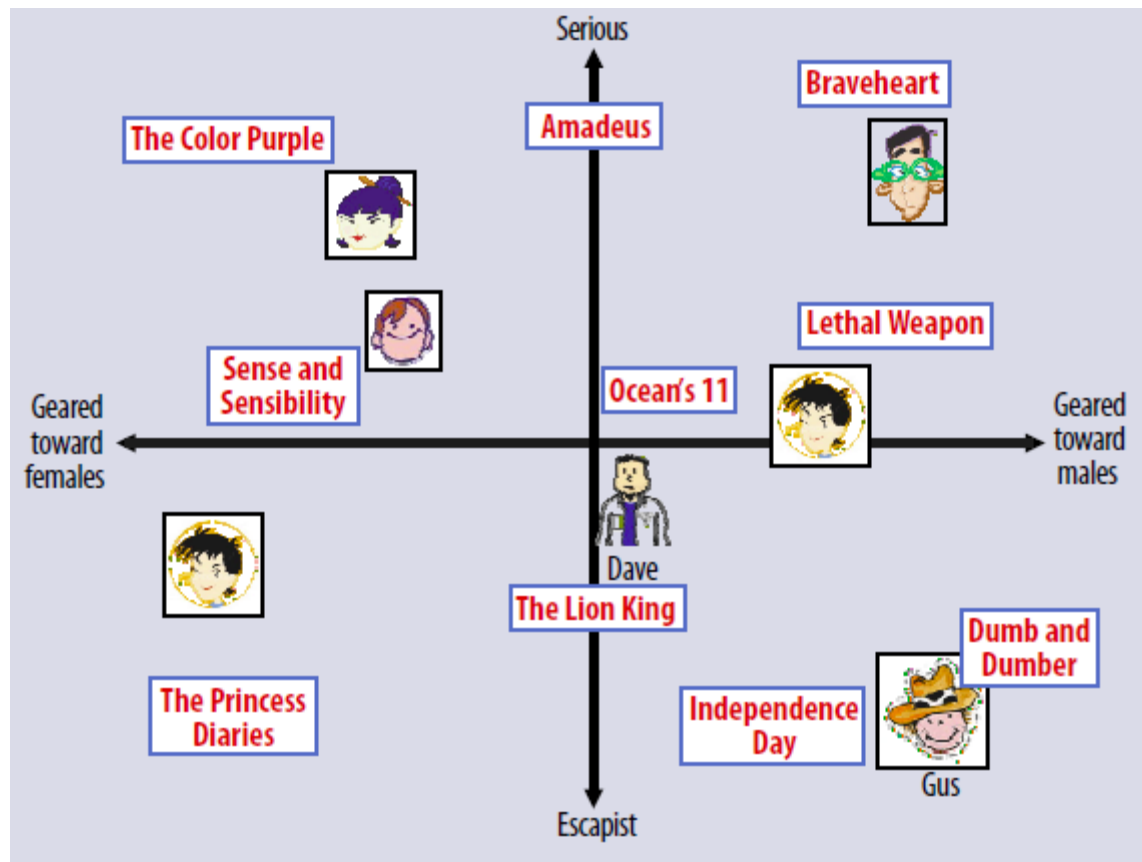 Serious
Braveheart
The Color Purple
Amadeus
Lethal Weapon
Sense and
Sensibility
Ocean's 11
Geared
toward
females
Geared
toward
males
Dave
The Lion King
Dumb and
Dumber
The Princess
Diaries
Independence
Day
Gus
Escapist